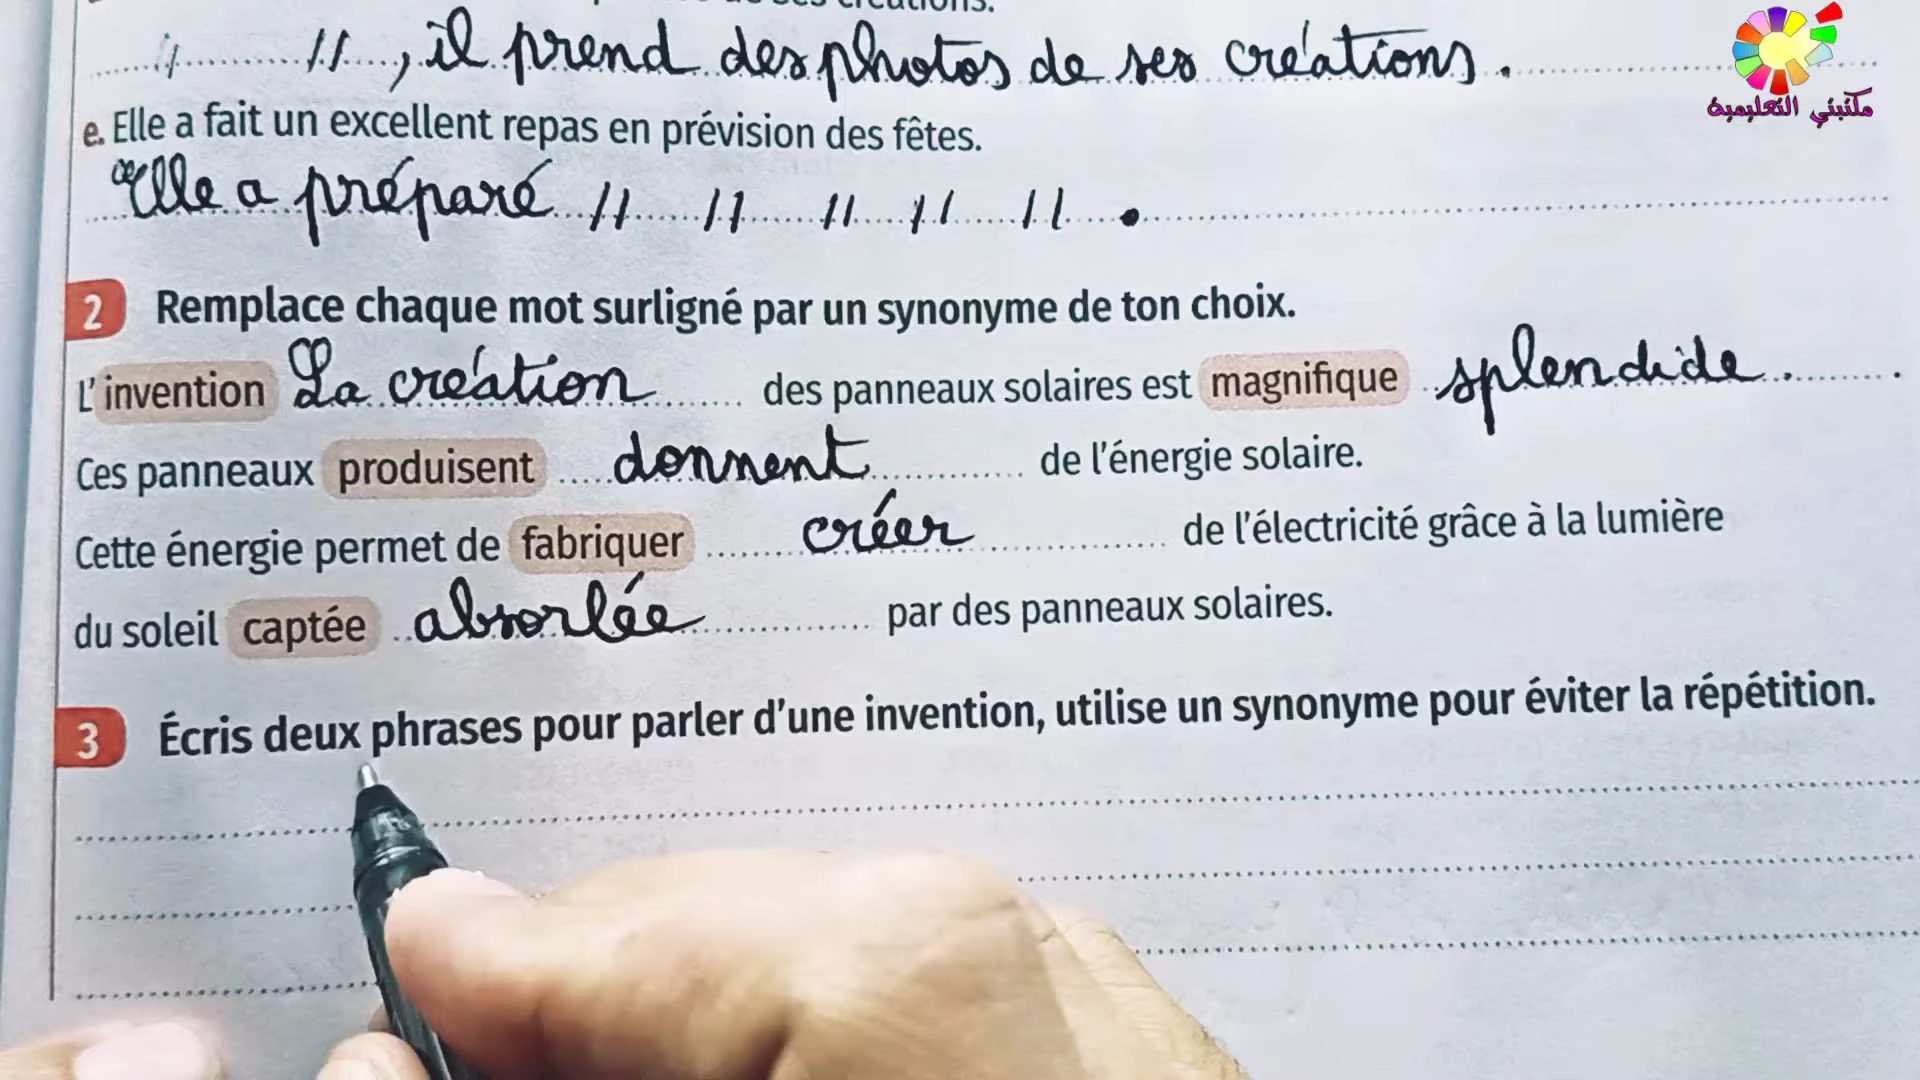 // // , il prend des photos de ses créations.
مكتبتي التعليمية
e. Elle a fait un excellent repas en prévision des fêtes.
Elle a préparé // // // // // .
2 Remplace chaque mot surligné par un synonyme de ton choix.
L'invention La création des panneaux solaires est magnifique splendide.
Ces panneaux produisent donnent de l'énergie solaire.
Cette énergie permet de fabriquer créer de l'électricité grâce à la lumière
du soleil captée absorbée par des panneaux solaires.
3 Écris deux phrases pour parler d'une invention, utilise un synonyme pour éviter la répétition.